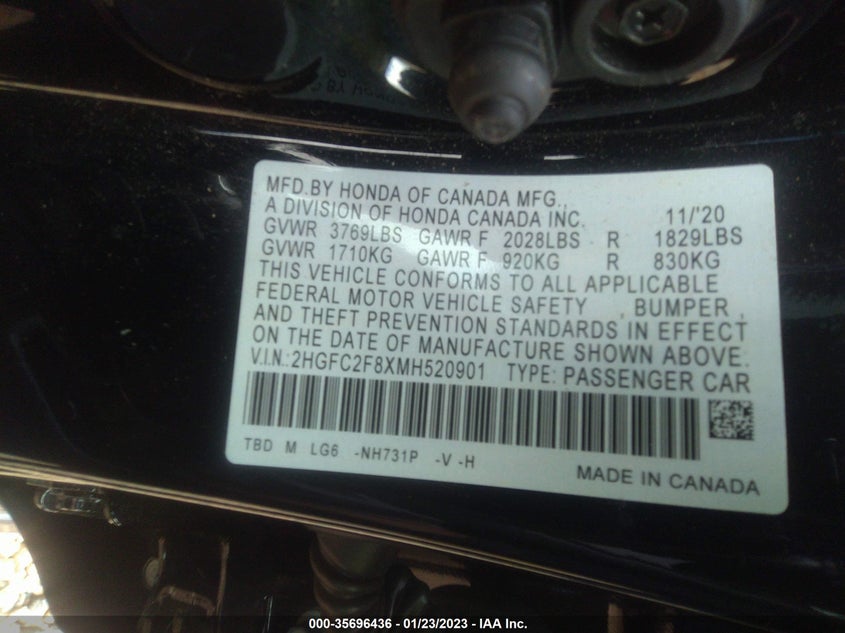 MFD.BY HONDA OF CANADA MFG.,
A DIVISION OF HONDA CANADA INC. 11/'20
GVWR 3769LBS GAWR F 2028LBS - R 1829LBS
GVWR 1710KG GAWR F 920KG R 830KG
THIS VEHICLE CONFORMS TO ALL APPLICABLE
FEDERAL MOTOR VEHICLE SAFETY , BUMPER ,
AND THEFT PREVENTION STANDARDS IN EFFECT
ON THE DATE OF MANUFACTURE SHOWN ABOVE.
V.I.N.:2HGFC2F8XMH520901 TYPE: PASSENGER CAR
TBD M LG6 -NH731P -V -H
MADE IN CANADA
000-35696436 - 01/23/2023 - IAA Inc.